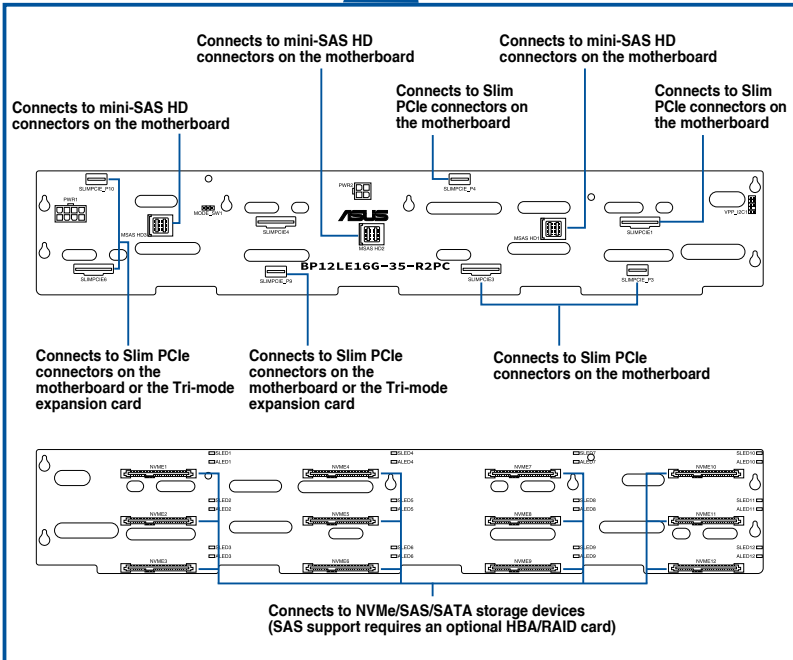 Connects to mini-SAS HD
connectors on the motherboard
Connects to mini-SAS HD
connectors on the motherboard
Connects to mini-SAS HD
connectors on the motherboard
Connects to Slim
PCIe connectors on
the motherboard
Connects to Slim
PCIe connectors on
the motherboard
SLIMPCIE_P10
PWR1
MODE_SW1
PWR2
SLIMPCIE_P4
VPP_I2C1
MSAS HD3
SLIMPCIE4
ASUS
MSAS HD2
MSAS HD1
SLIMPCIE1
BP12LE16G-35-R2PC
SLIMPCIE6
SLIMPCIE_P9
SLIMPCIE3
SLIMPCIE_P3
Connects to Slim PCIe
connectors on the
motherboard or the Tri-mode
expansion card
Connects to Slim PCIe
connectors on the
motherboard or the Tri-mode
expansion card
Connects to Slim PCIe
connectors on the motherboard
SLED1
ALED1
SLED4
ALED4
SLED7
ALED7
SLED10
ALED10
NVME1
NVME4
NVME7
NVME10
SLED2
ALED2
SLED5
ALED5
SLED8
ALED8
SLED11
ALED11
NVME2
NVME5
NVME8
NVME11
SLED3
ALED3
SLED6
ALED6
SLED9
ALED9
SLED12
ALED12
NVME3
NVME6
NVME9
NVME12
Connects to NVMe/SAS/SATA storage devices
(SAS support requires an optional HBA/RAID card)